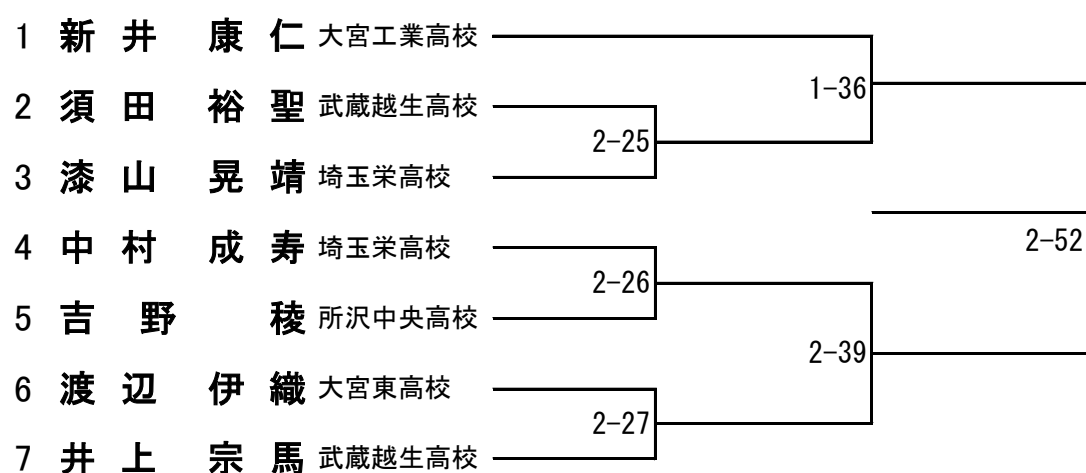 1 新井 康仁 大宮工業高校
1-36
2 須田 裕聖 武蔵越生高校
2-25
3 漆山 晃靖 埼玉栄高校
4 中村 成寿 埼玉栄高校
2-52
2-26
5 吉野 稜 所沢中央高校
2-39
6 渡辺 伊織 大宮東高校
2-27
7 井上 宗馬 武蔵越生高校